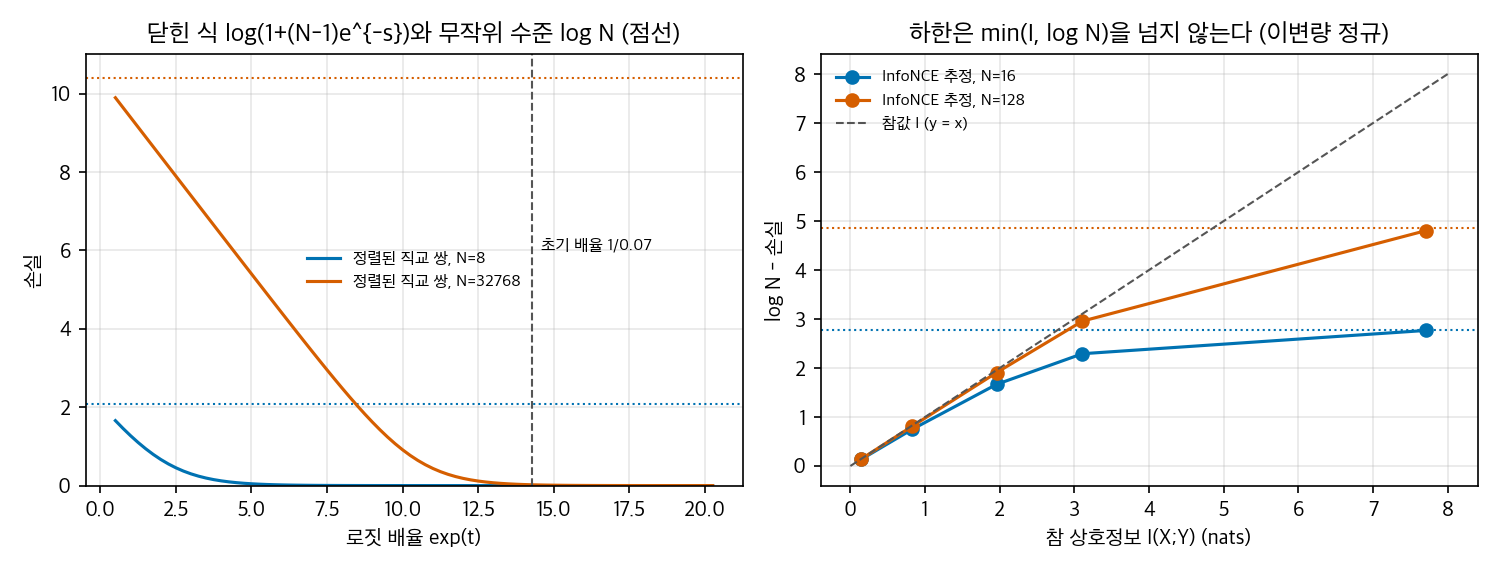 닫힌 식 log(1+(N-1)e^{-s})와 무작위 수준 log N (점선)
손실
10
8
6
4
2
0
초기 배율 1/0.07
정렬된 직교 쌍, N=8
정렬된 직교 쌍, N=32768
0.0
2.5
5.0
7.5
10.0
12.5
15.0
17.5
20.0
로짓 배율 exp(t)
하한은 min(I, log N)을 넘지 않는다 (이변량 정규)
log N - 손실
8
7
6
5
4
3
2
1
0
InfoNCE 추정, N=16
InfoNCE 추정, N=128
참값 I (y = x)
0
1
2
3
4
5
6
7
8
참 상호정보 I(X;Y) (nats)